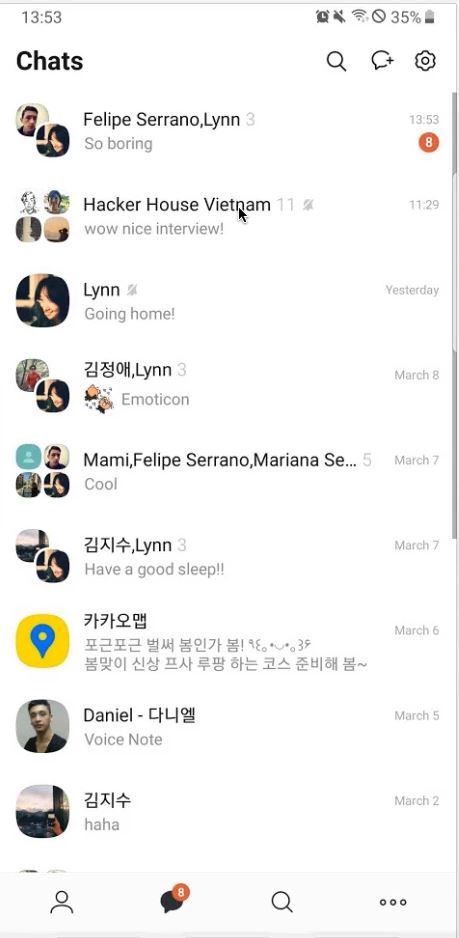 13:53
35%
Chats
Felipe Serrano,Lynn 3
13:53
So boring
8
Hacker House Vietnam 11
11:29
wow nice interview!
Lynn
Yesterday
Going home!
김정애,Lynn 3
March 8
Emoticon
Mami,Felipe Serrano,Mariana Se... 5
March 7
Cool
김지수,Lynn 3
March 7
Have a good sleep!!
카카오맵
March 6
포근포근 벌써 봄인가 봄!
봄맞이 신상 프사 루팡 하는 코스 준비해 봄~
Daniel - 다니엘
March 5
Voice Note
김지수
March 2
haha
8